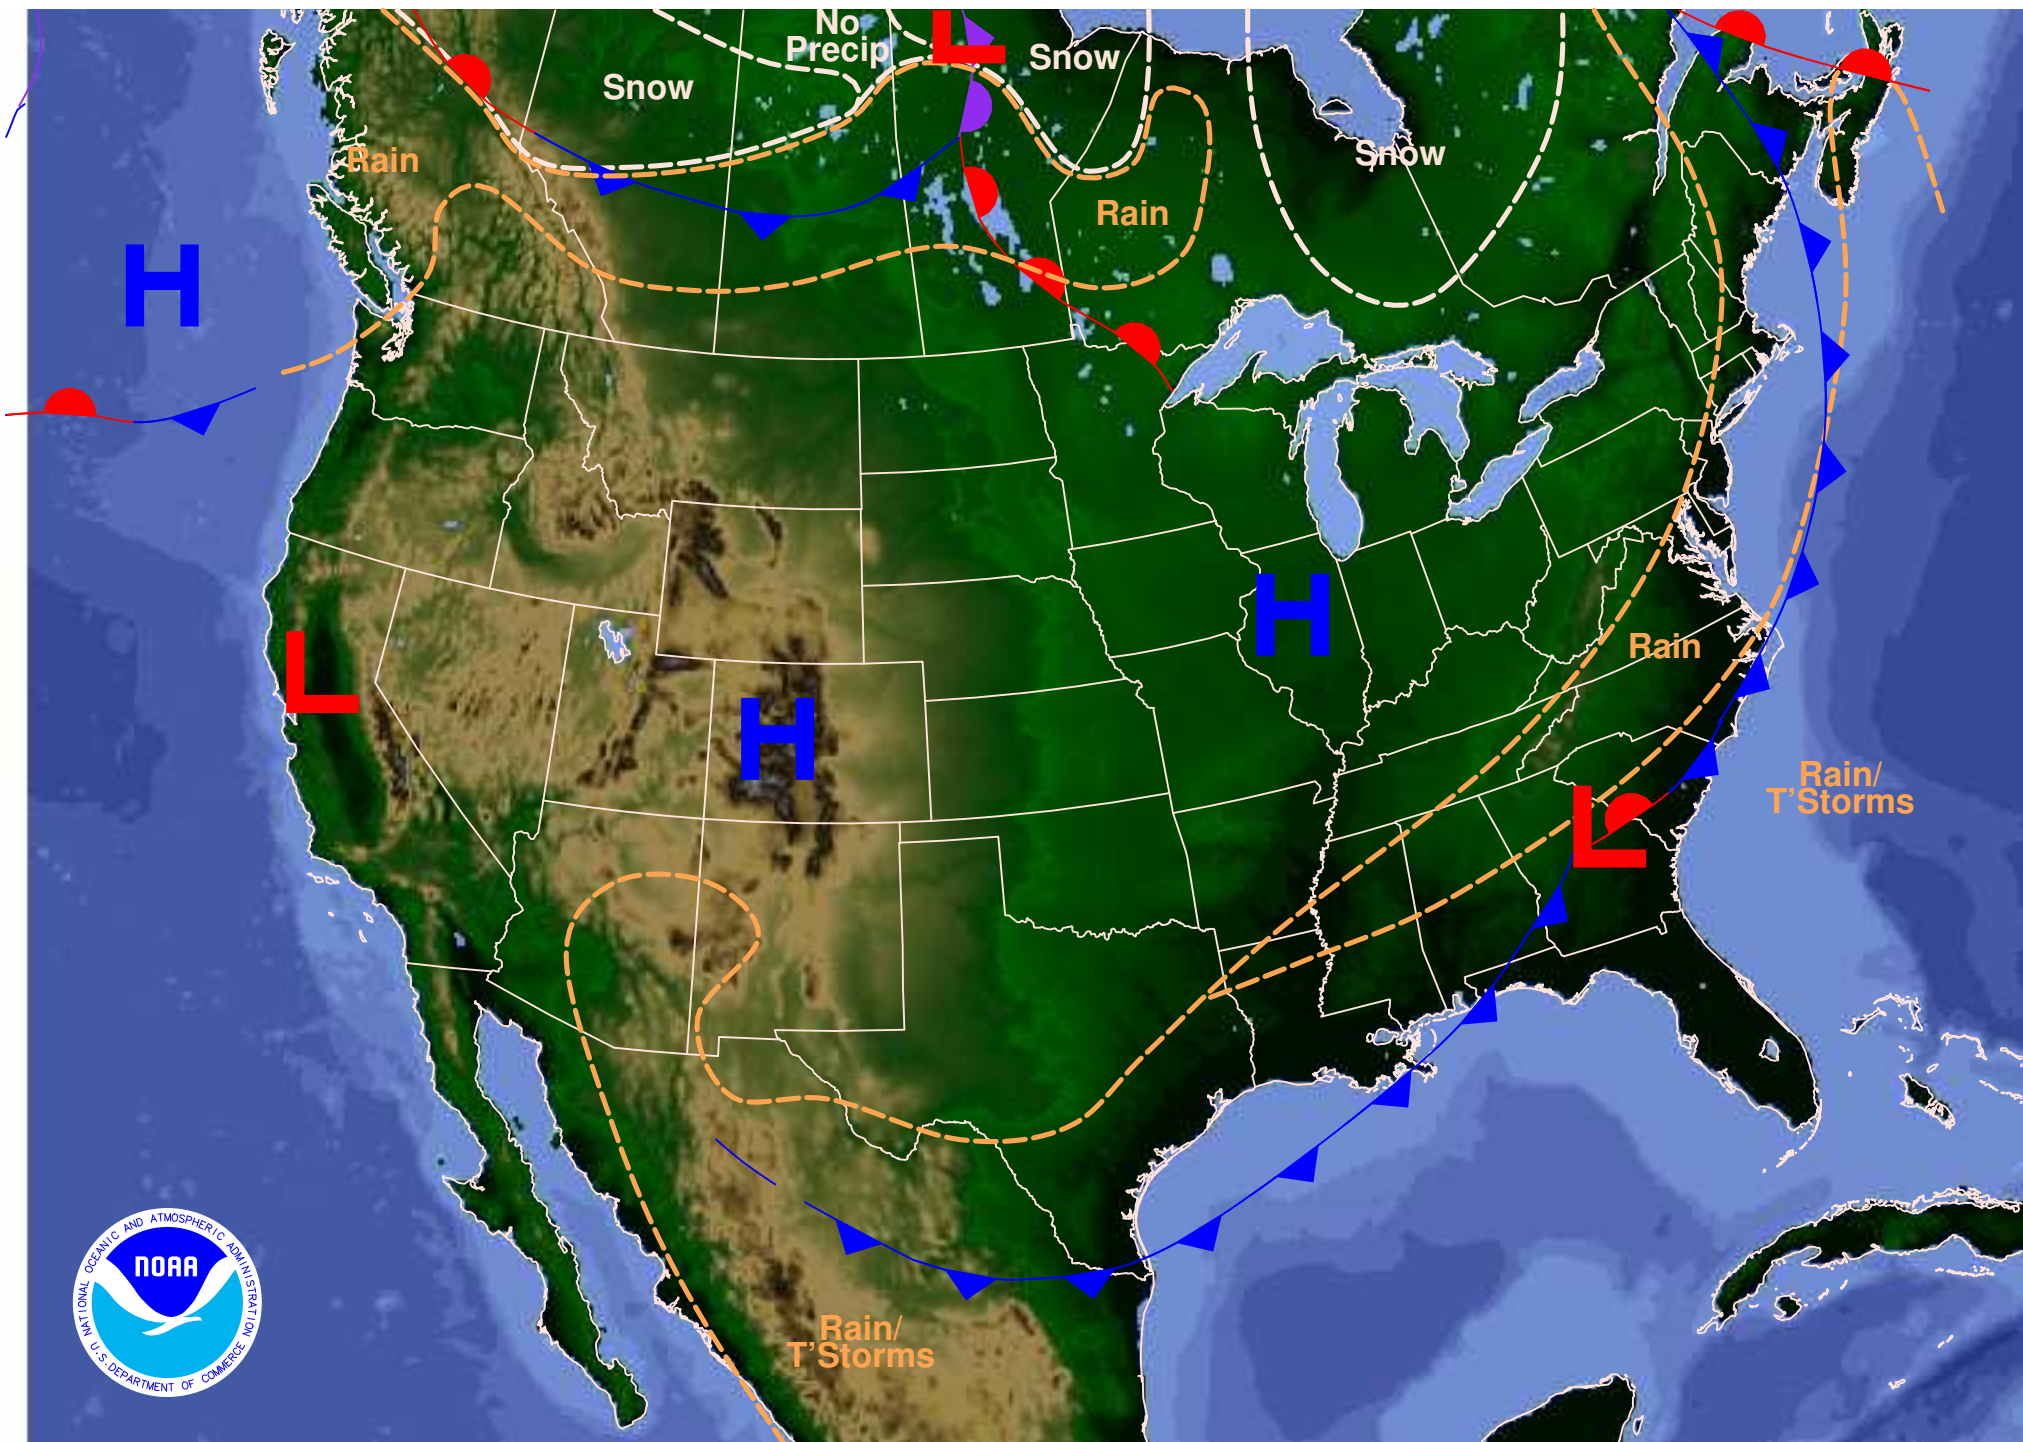 No
Precip
L
Snow
Snow
Rain
Snow
Rain
H
H
Rain
L
H
Rain/
T'Storms
L
NATIONAL OCEANIC AND ATMOSPHERIC ADMINISTRATION
NOAA
U.S. DEPARTMENT OF COMMERCE
Rain/
T'Storms